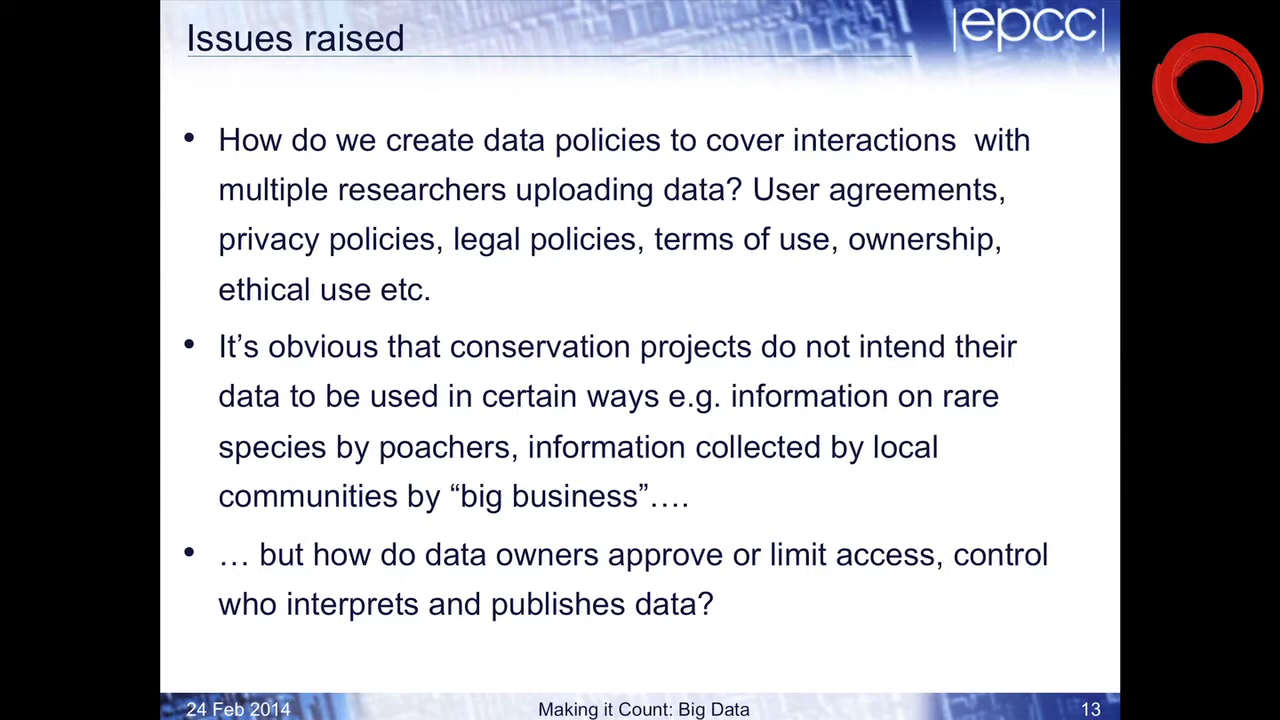 Issues raised
|epcc|
• How do we create data policies to cover interactions  with
multiple researchers uploading data? User agreements,
privacy policies, legal policies, terms of use, ownership,
ethical use etc.
• It’s obvious that conservation projects do not intend their
data to be used in certain ways e.g. information on rare
species by poachers, information collected by local
communities by “big business”….
• … but how do data owners approve or limit access, control
who interprets and publishes data?
24 Feb 2014
Making it Count: Big Data
13